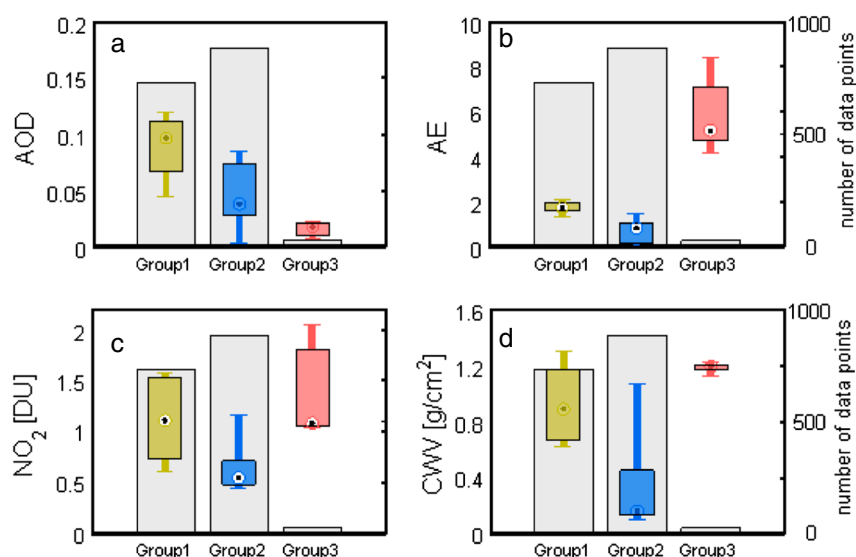 a
AOD
0.2
0.15
0.1
0.05
0
Group1 Group2 Group3
b
AE
10
8
6
4
2
0
Group1 Group2 Group3
1000
500
0
number of data points
c
NO₂ [DU]
2
1.5
1
0.5
0
Group1 Group2 Group3
d
CWV [g/cm²]
1.6
1.2
0.8
0.4
0
Group1 Group2 Group3
1000
500
0
number of data points